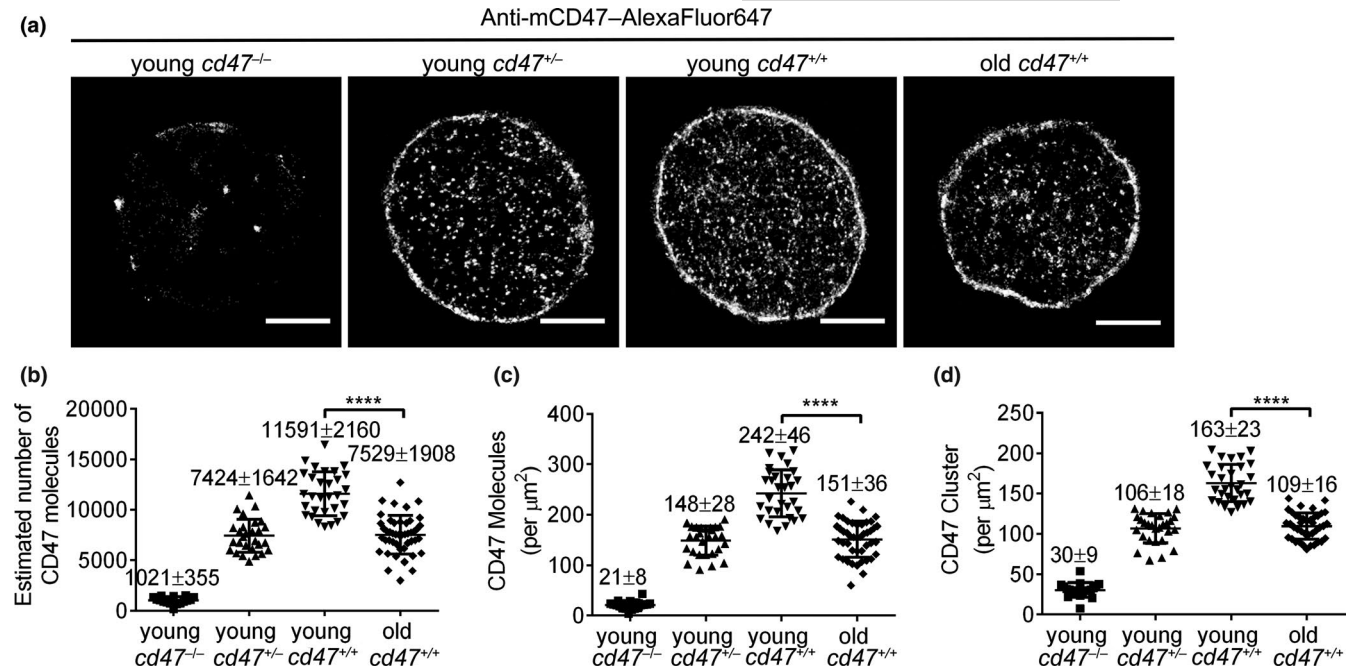 (a)
Anti-mCD47–AlexaFluor647
young cd47–/–
young cd47+/–
young cd47+/+
old cd47+/+
(b)
Estimated number of
CD47 molecules
20000
15000
10000
5000
0
1021±355
7424±1642
11591±2160
****
7529±1908
young
cd47–/–
young
cd47+/–
young
cd47+/+
old
cd47+/+
(c)
CD47 Molecules
(per μm2)
400
300
200
100
0
21±8
148±28
242±46
****
151±36
young
cd47–/–
young
cd47+/–
young
cd47+/+
old
cd47+/+
(d)
CD47 Cluster
(per μm2)
250
200
150
100
50
0
30±9
106±18
163±23
****
109±16
young
cd47–/–
young
cd47+/–
young
cd47+/+
old
cd47+/+